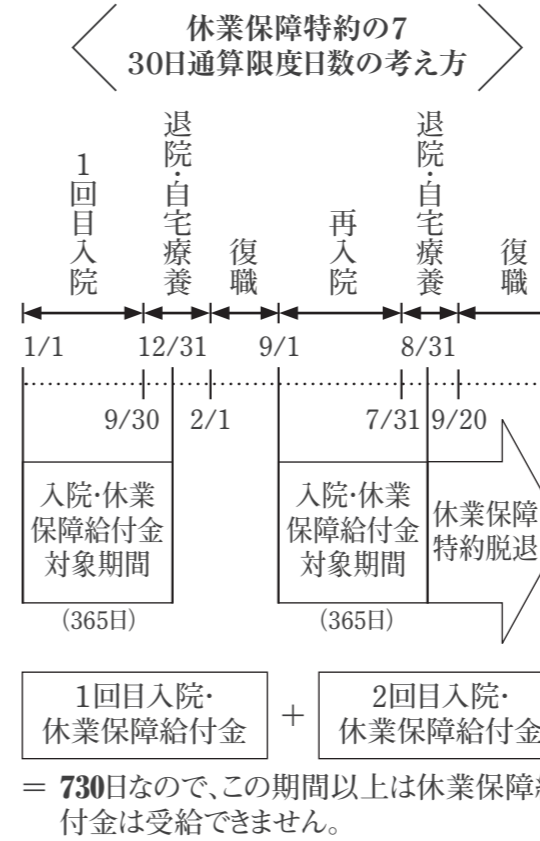 休業保障特約の7
30日通算限度日数の考え方
1回目入院
退院・自宅療養
復職
再入院
退院・自宅療養
復職
1/1
12/31
9/1
8/31
9/30
2/1
7/31
9/20
入院・休業
保障給付金
対象期間
(365日)
入院・休業
保障給付金
対象期間
(365日)
休業保障
特約脱退
1回目入院・
休業保障給付金
+
2回目入院・
休業保障給付金
= 730日なので、この期間以上は休業保障給
付金は受給できません。